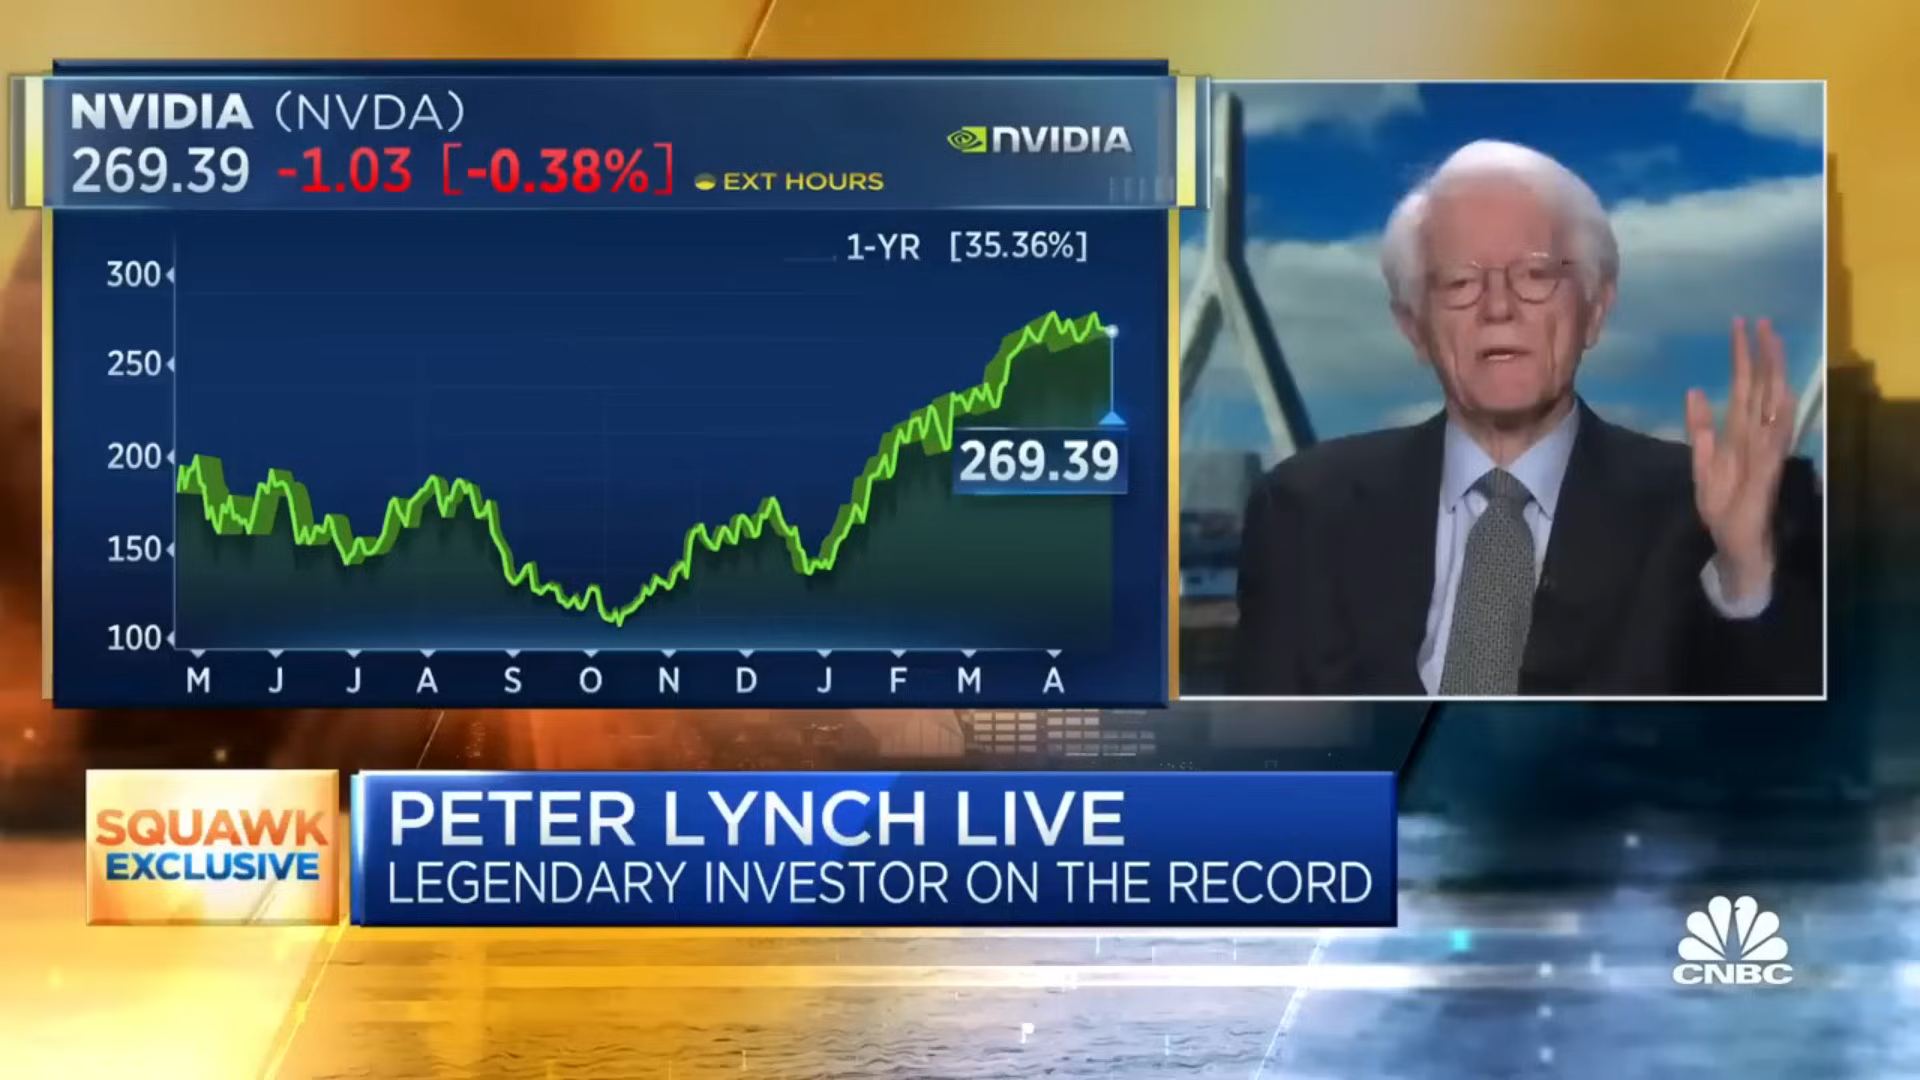 NVIDIA (NVDA)
269.39 -1.03 [-0.38%] EXT HOURS
NVIDIA
1-YR [35.36%]
300
250
200
150
100
269.39
M J J A S O N D J F M A
SQUAWK
EXCLUSIVE
PETER LYNCH LIVE
LEGENDARY INVESTOR ON THE RECORD
CNBC